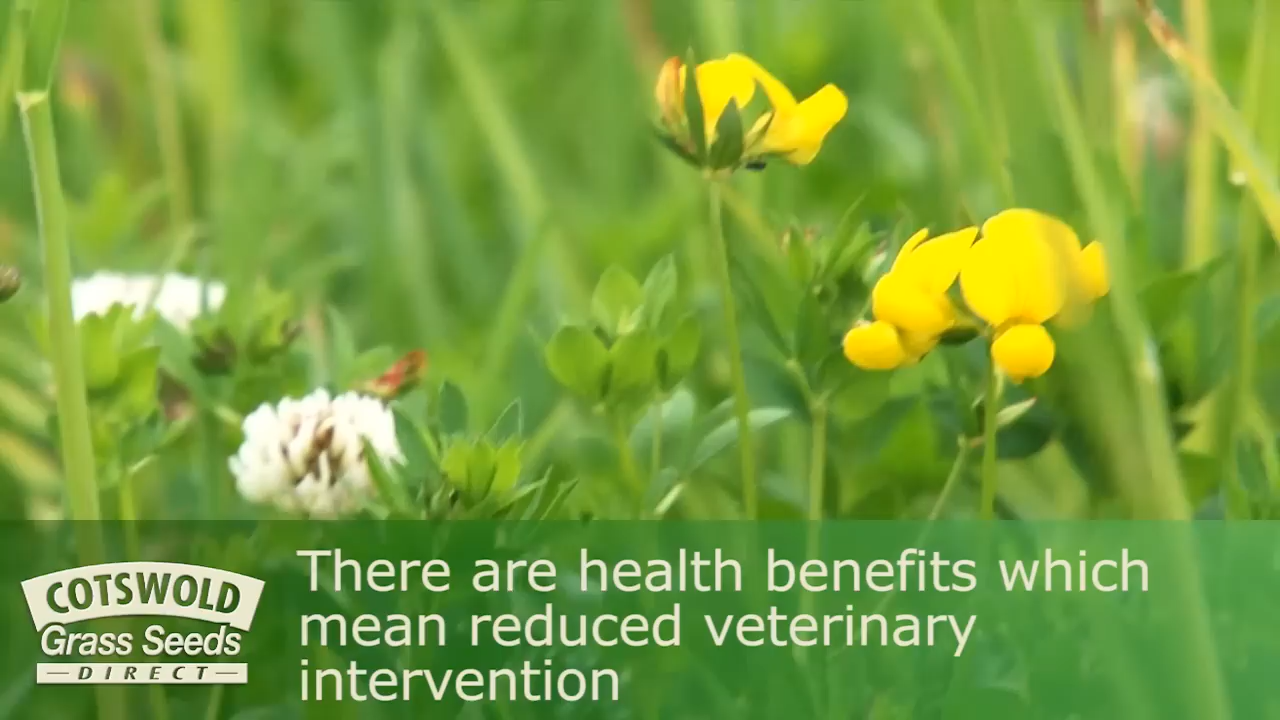 COTSWOLD
Grass Seeds
DIRECT
There are health benefits which
mean reduced veterinary
intervention